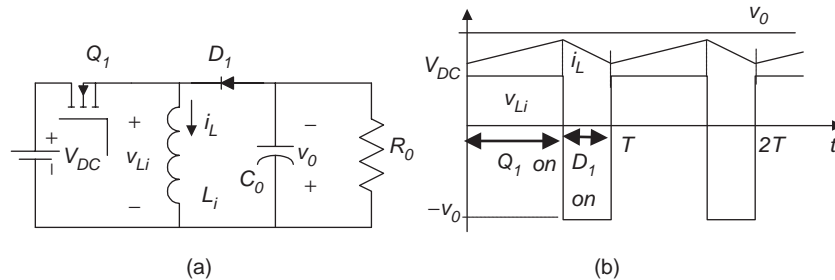 Q1
D1
+
VDC
−
+
vLi
−
iL
Li
−
v0
+
C0
R0
(a)
v0
VDC
iL
vLi
Q1 on
D1 on
T
2T
t
−v0
(b)